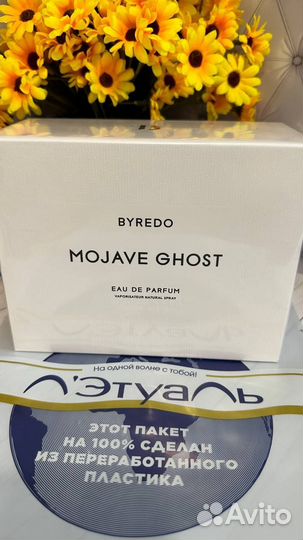 BYREDO
MOJAVE GHOST
EAU DE PARFUM
VAPORISATEUR NATURAL SPRAY
На одной волне с тобой!
Л'Этуаль
ЭТОТ ПАКЕТ
НА 100% СДЕЛАН
ИЗ ПЕРЕРАБОТАННОГО
ПЛАСТИКА
Avito